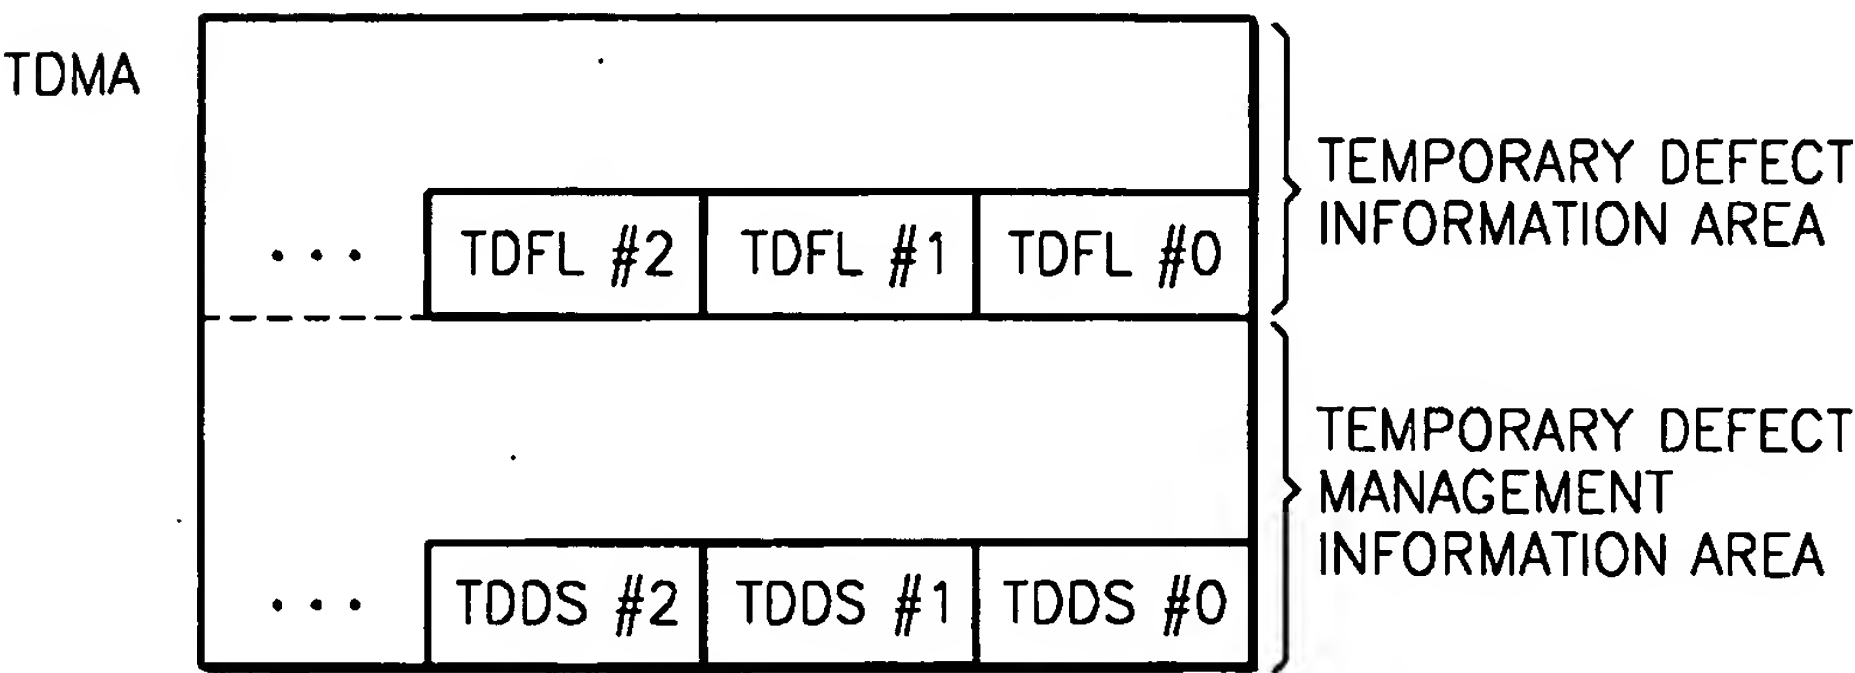 TDMA
TEMPORARY DEFECT
INFORMATION AREA
... TDFL #2 TDFL #1 TDFL #0
TEMPORARY DEFECT
MANAGEMENT
INFORMATION AREA
... TDDS #2 TDDS #1 TDDS #0